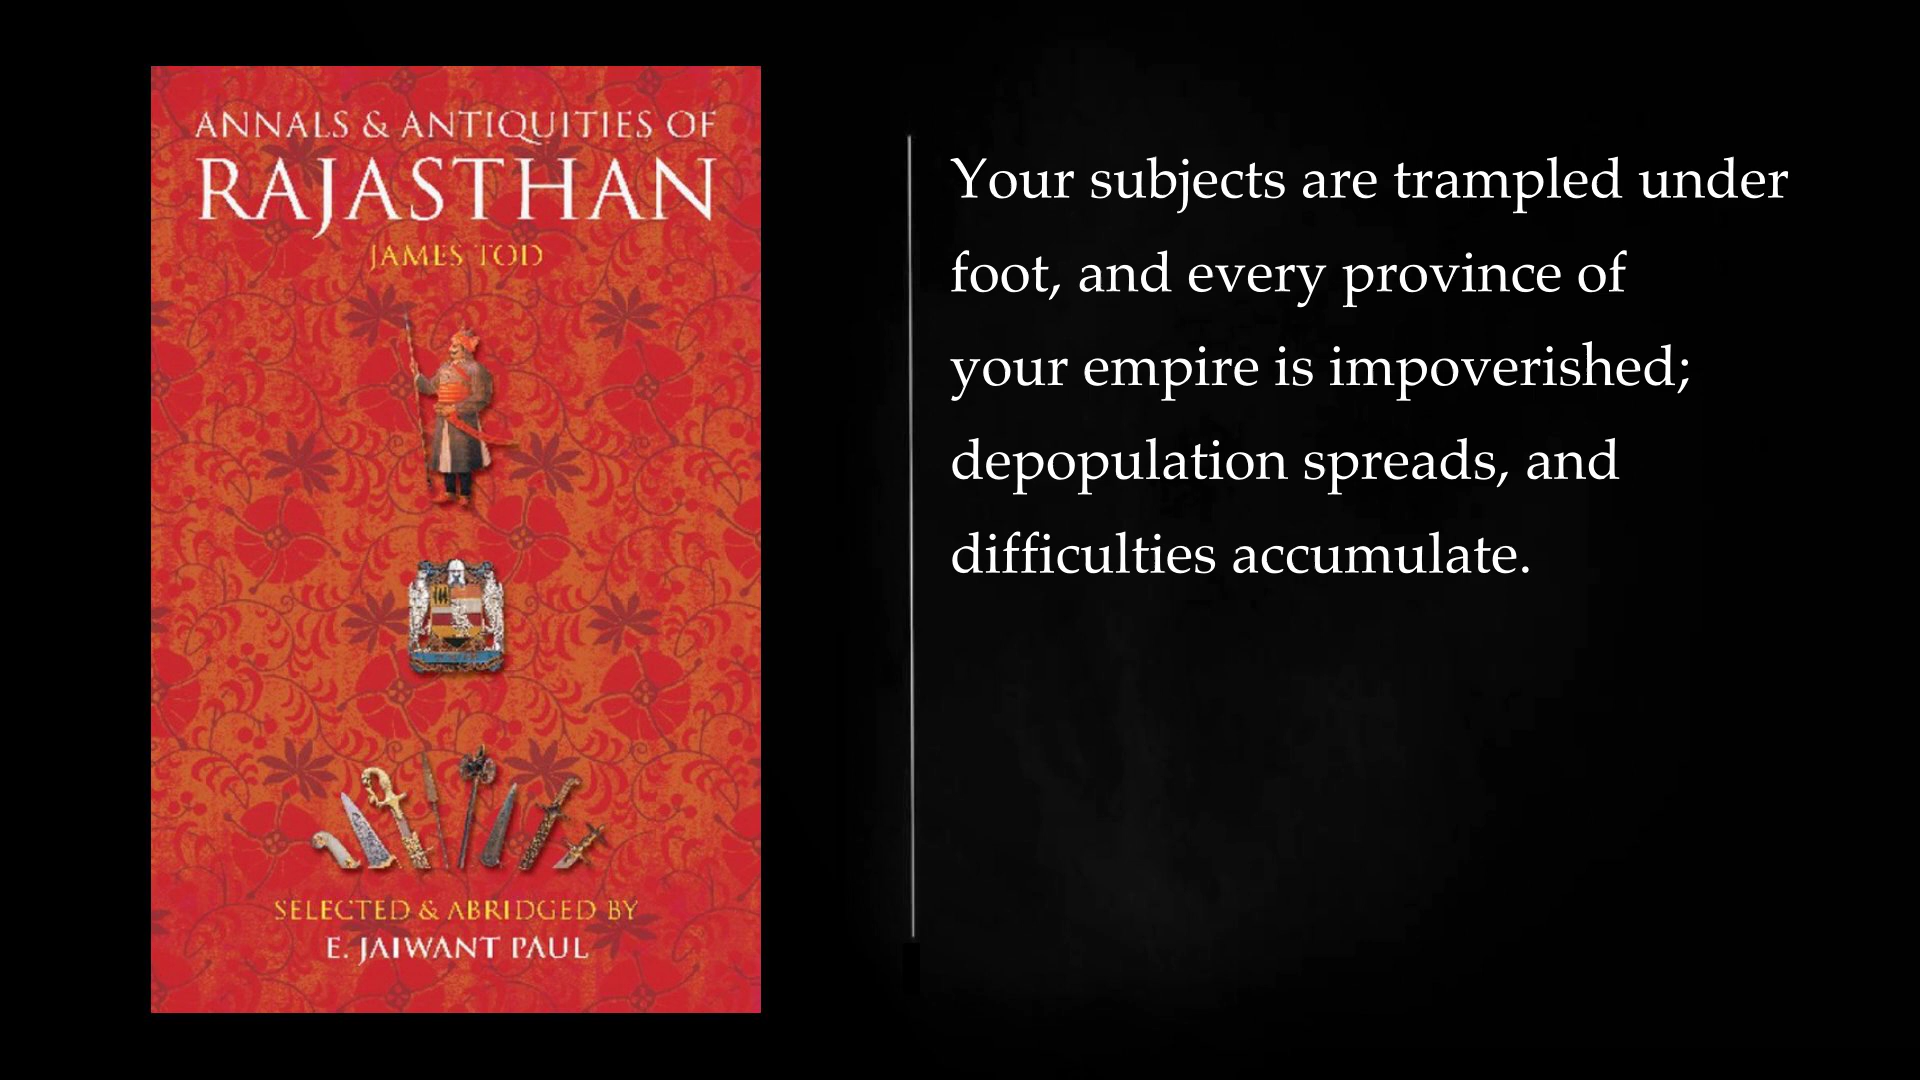 ANNALS & ANTIQUITIES OF
RAJASTHAN
JAMES TOD
SELECTED & ABRIDGED BY
E. JAIWANT PAUL
Your subjects are trampled under
foot, and every province of
your empire is impoverished;
depopulation spreads, and
difficulties accumulate.